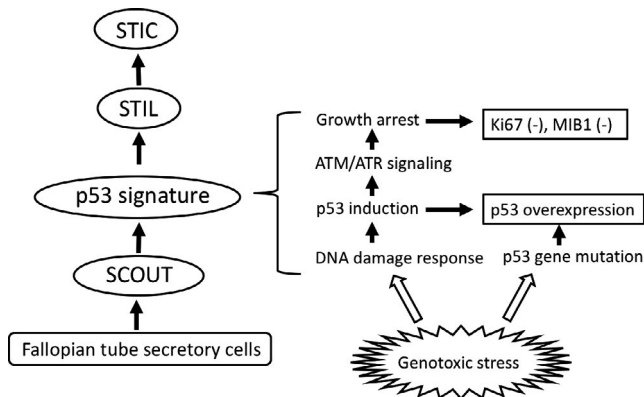 STIC
STIL
p53 signature
SCOUT
Fallopian tube secretory cells
Growth arrest
Ki67 (-), MIB1 (-)
ATM/ATR signaling
p53 induction
p53 overexpression
DNA damage response
p53 gene mutation
Genotoxic stress